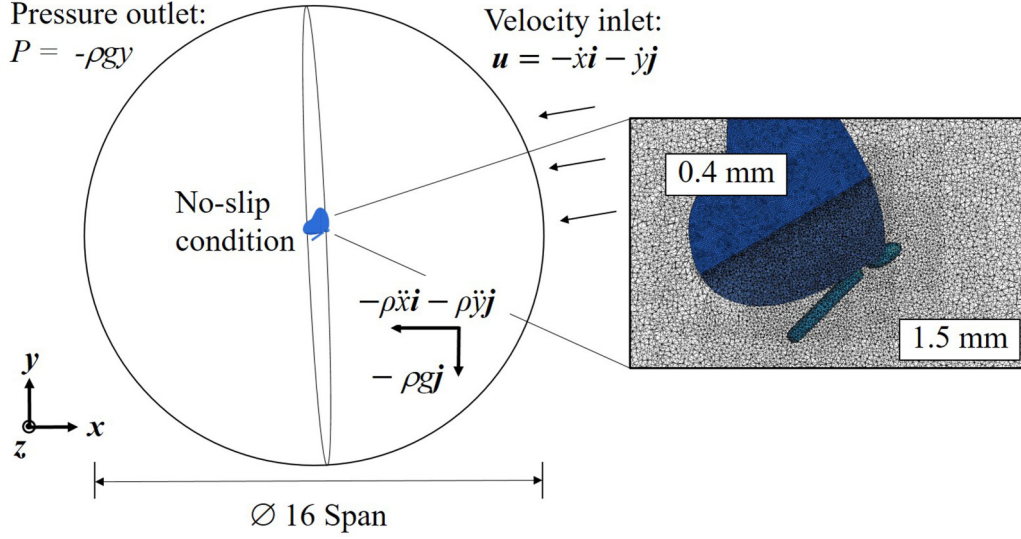 Pressure outlet:
P = -ρgy
Velocity inlet:
u = −ẋi − ẏj
0.4 mm
No-slip
condition
−ρẍi − ρÿj
1.5 mm
− ρgj
y
x
z
∅ 16 Span